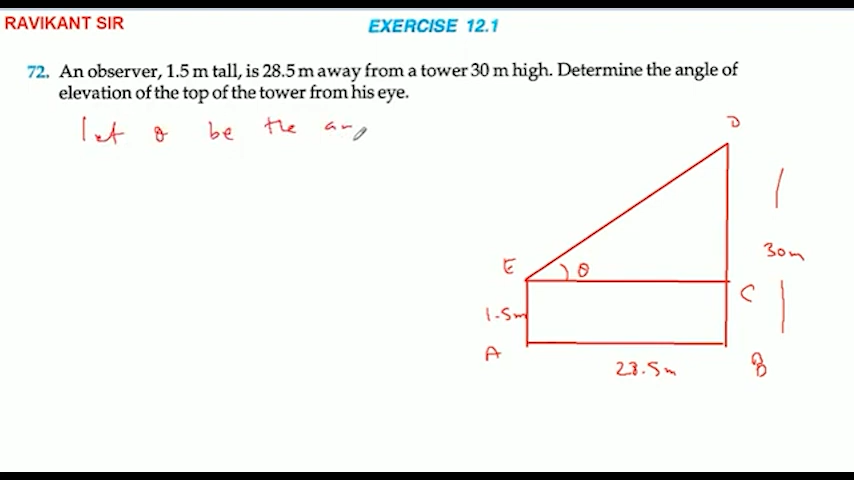 RAVIKANT SIR
EXERCISE 12.1
72. An observer, 1.5 m tall, is 28.5 m away from a tower 30 m high. Determine the angle of
elevation of the top of the tower from his eye.
let θ be the ang
D
30m
E θ
C
1.5m
A
28.5m
B